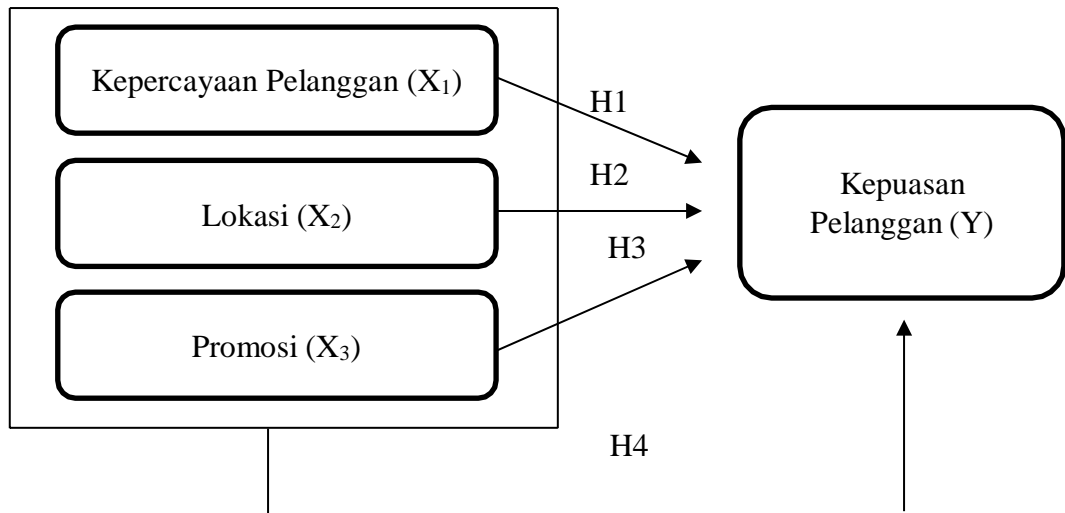 Kepercayaan Pelanggan (X₁)
H1
Lokasi (X₂)
H2
Kepuasan
Pelanggan (Y)
H3
Promosi (X₃)
H4